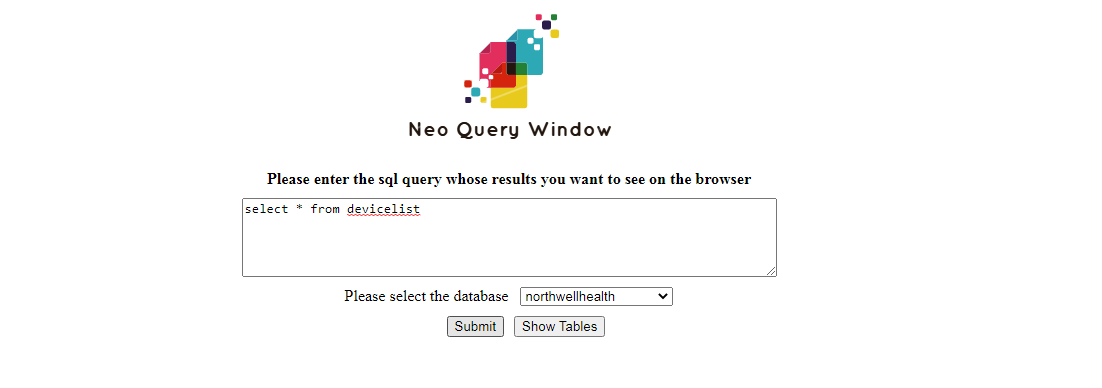 Neo Query Window
Please enter the sql query whose results you want to see on the browser
select * from devicelist
Please select the database northwellhealth
Submit Show Tables